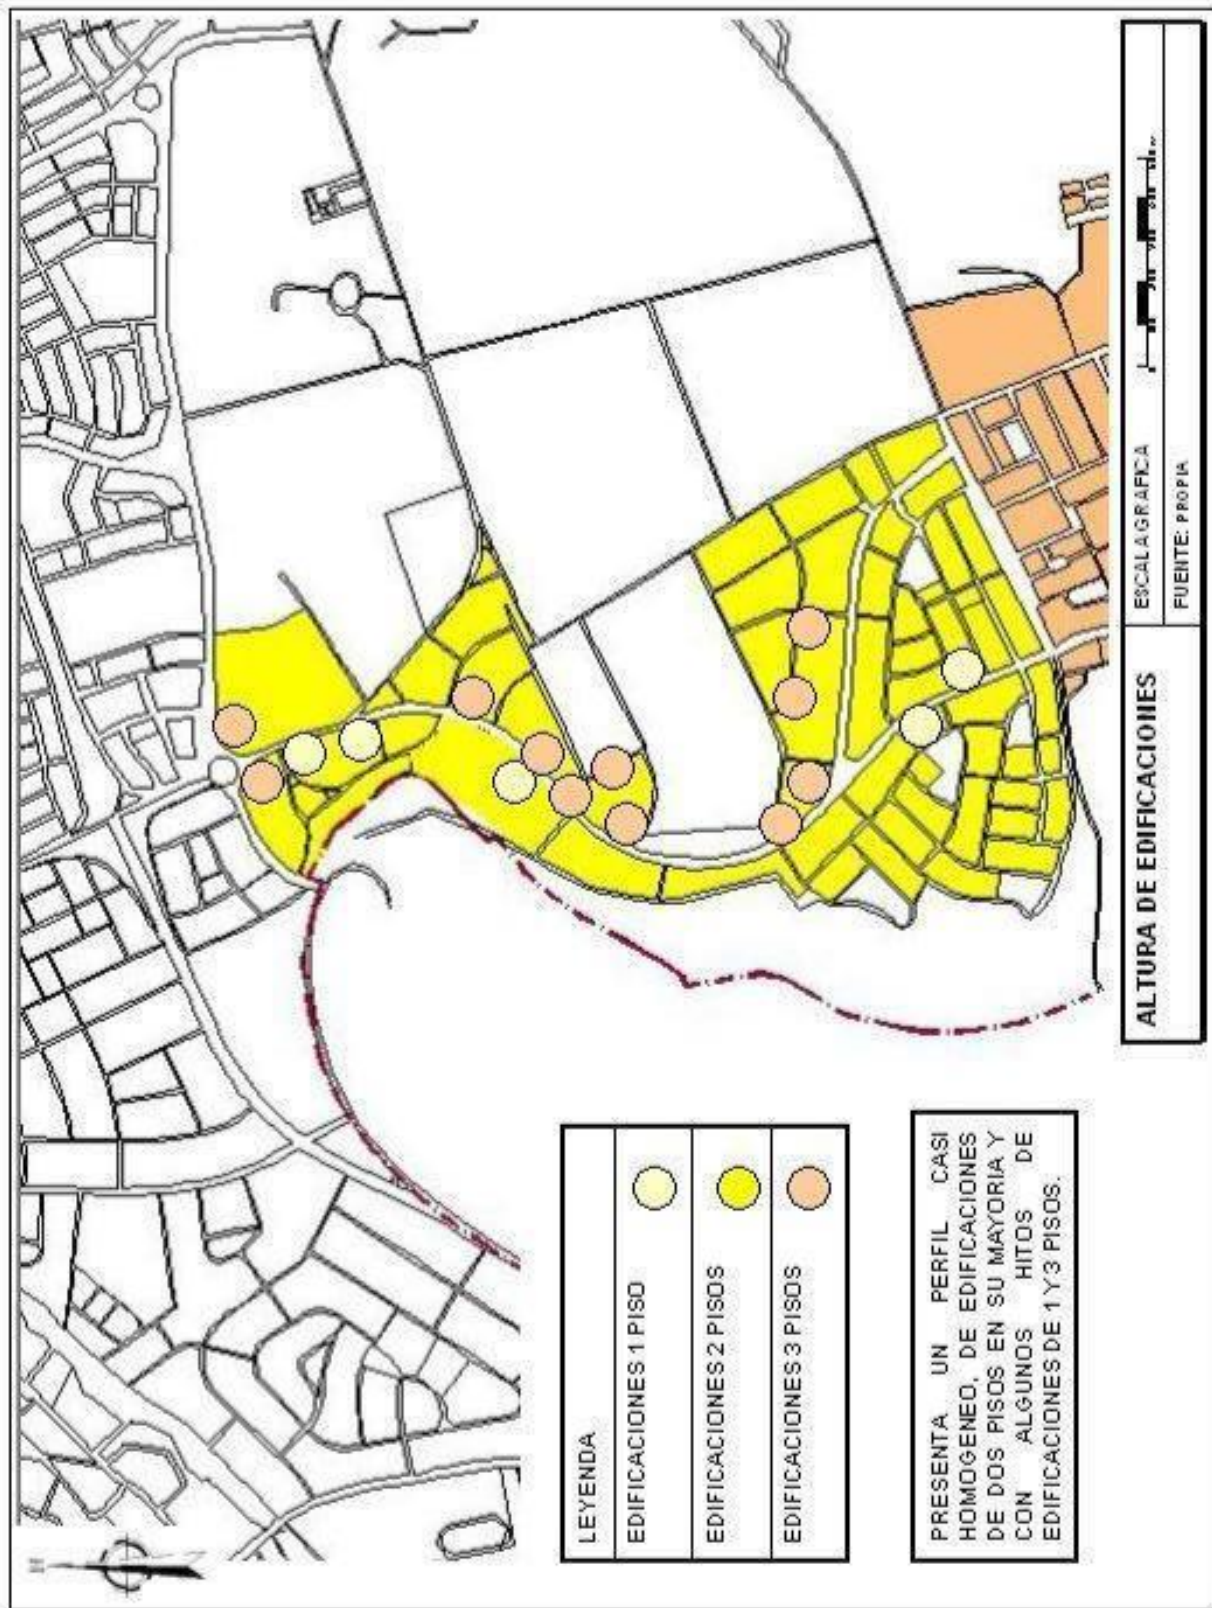 LEYENDA
EDIFICACIONES 1 PISO
EDIFICACIONES 2 PISOS
EDIFICACIONES 3 PISOS
PRESENTA UN PERFIL CASI
HOMOGENEO, DE EDIFICACIONES
DE DOS PISOS EN SU MAYORIA Y
CON ALGUNOS HITOS DE
EDIFICACIONES DE 1 Y 3 PISOS.
ALTURA DE EDIFICACIONES
ESCALA GRAFICA
FUENTE: PROPIA